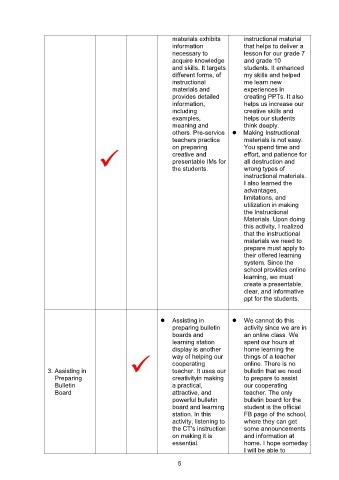 materials exhibits
information
necessary to
acquire knowledge
and skills. It targets
different forms, of
instructional
materials and
provides detailed
information,
including
examples,
meaning and
others. Pre-service
teachers practice
on preparing
creative and
presentable IMs for
the students.
instructional material
that helps to deliver a
lesson for our grade 7
and grade 10
students. It enhanced
my skills and helped
me learn new
experiences in
creating PPTs. It also
helps us increase our
creative skills and
helps our students
think deeply.
● Making Instructional
materials is not easy.
You spend time and
effort, and patience for
all destruction and
wrong types of
instructional materials.
I also learned the
advantages,
limitations, and
utilization in making
the Instructional
Materials. Upon doing
this activity, I realized
that the instructional
materials we need to
prepare must apply to
their offered learning
system. Since the
school provides online
learning, we must
create a presentable,
clear, and informative
ppt for the students.
3. Assisting in
Preparing
Bulletin
Board
● Assisting in
preparing bulletin
boards and
learning station
display is another
way of helping our
cooperating
teacher. It uses our
creativityin making
a practical,
attractive, and
powerful bulletin
board and learning
station. In this
activity, listening to
the CT's instruction
on making it is
essential.
● We cannot do this
activity since we are in
an online class. We
spent our hours at
home learning the
things of a teacher
online. There is no
bulletin that we need
to prepare to assist
our cooperating
teacher. The only
bulletin board for the
student is the official
FB page of the school,
where they can get
some announcements
and information at
home. I hope someday
I will be able to
5